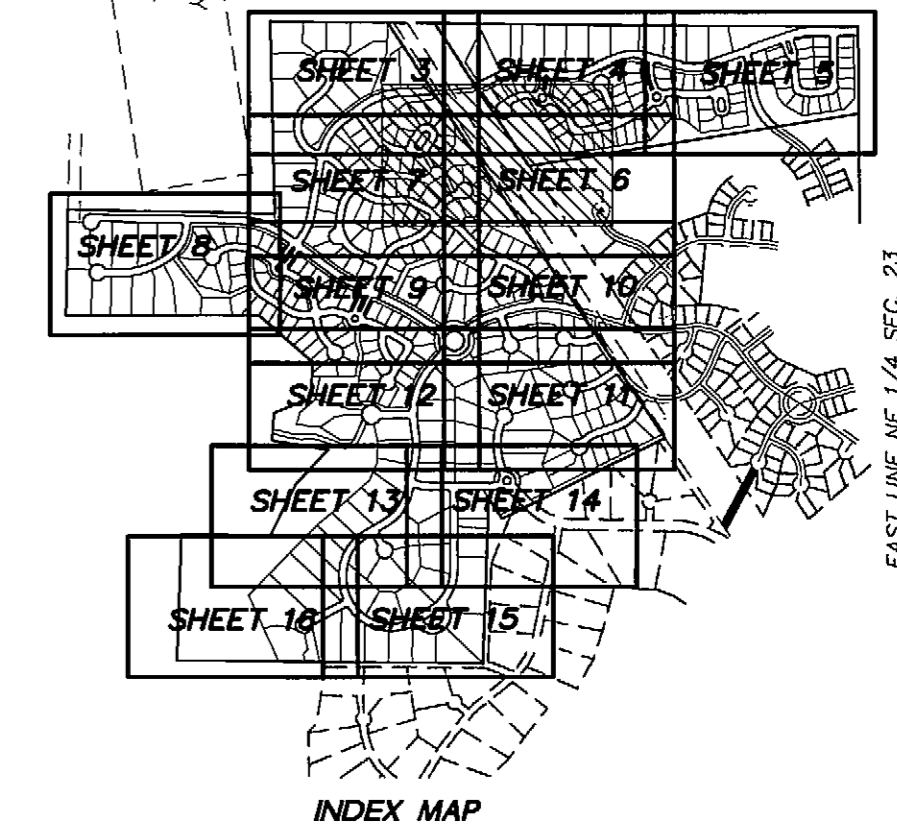 SHEET 3
SHEET 4
SHEET 5
SHEET 7
SHEET 6
SHEET 8
SHEET 9
SHEET 10
SHEET 12
SHEET 11
SHEET 13
SHEET 14
SHEET 16
SHEET 15
EAST LINE NE 1/4 SEC 23
INDEX MAP